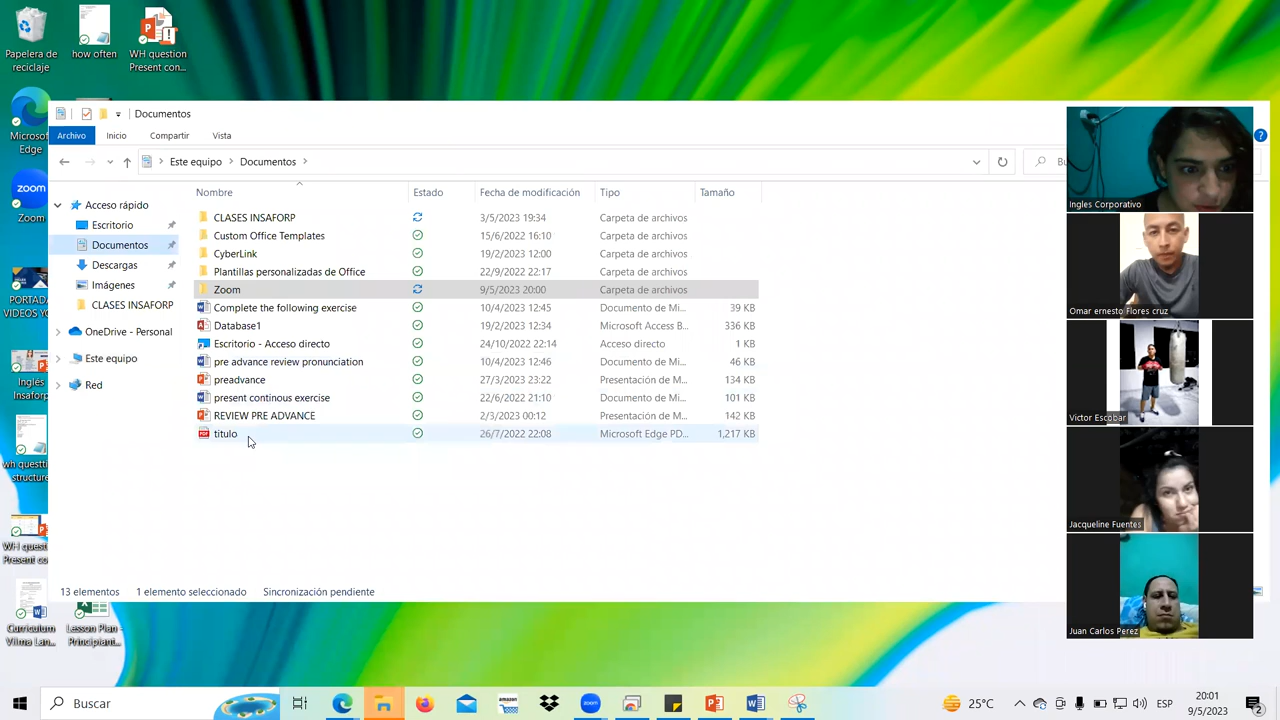 Papelera de
reciclaje
how often
WH question
Present con...
Microsoft
Edge
Zoom
Ingles
Insaforp
WH quest
Present co
Curriculum
Vilma Lan...
Lesson Plan -
Principiant...
Documentos
Archivo
Inicio
Compartir
Vista
Este equipo
Documentos
Nombre
Estado
Fecha de modificación
Tipo
Tamaño
Acceso rápido
Escritorio
Documentos
Descargas
Imágenes
CLASES INSAFORP
OneDrive - Personal
Este equipo
Red
CLASES INSAFORP 3/5/2023 19:34 Carpeta de archivos
Custom Office Templates 15/6/2022 16:10 Carpeta de archivos
CyberLink 19/2/2023 12:00 Carpeta de archivos
Plantillas personalizadas de Office 22/9/2022 22:17 Carpeta de archivos
Zoom 9/5/2023 20:00 Carpeta de archivos
Complete the following exercise 10/4/2023 12:45 Documento de Mi... 39 KB
Database1 19/2/2023 12:34 Microsoft Access B... 336 KB
Escritorio - Acceso directo 24/10/2022 22:14 Acceso directo 1 KB
pre advance review pronunciation 10/4/2023 12:46 Documento de Mi... 46 KB
preadvance 27/3/2023 23:22 Presentación de M... 134 KB
present continous exercise 22/6/2022 21:10 Documento de Mi... 101 KB
REVIEW PRE ADVANCE 2/3/2023 00:12 Presentación de M... 142 KB
titulo 26/7/2022 22:08 Microsoft Edge PD... 1,217 KB
13 elementos
1 elemento seleccionado
Sincronización pendiente
Ingles Corporativo
Omar ernesto Flores cruz
Victor Escobar
Jacqueline Fuentes
Juan Carlos Perez
Buscar
zoom
amazon
25°C
ESP
20:01
9/5/2023
2